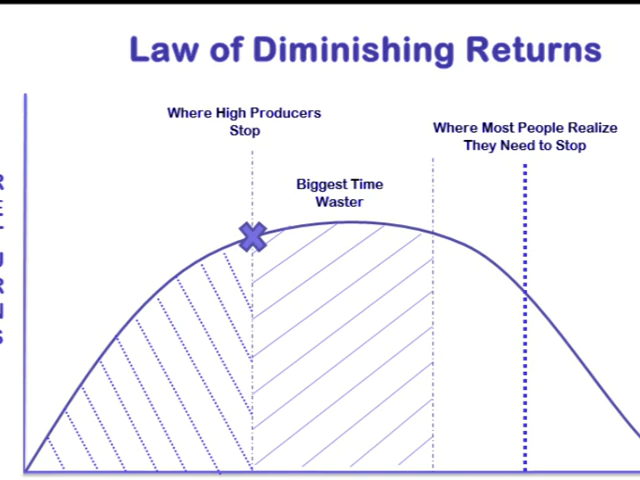 Law of Diminishing Returns
Where High Producers
Stop
Where Most People Realize
They Need to Stop
Biggest Time
Waster